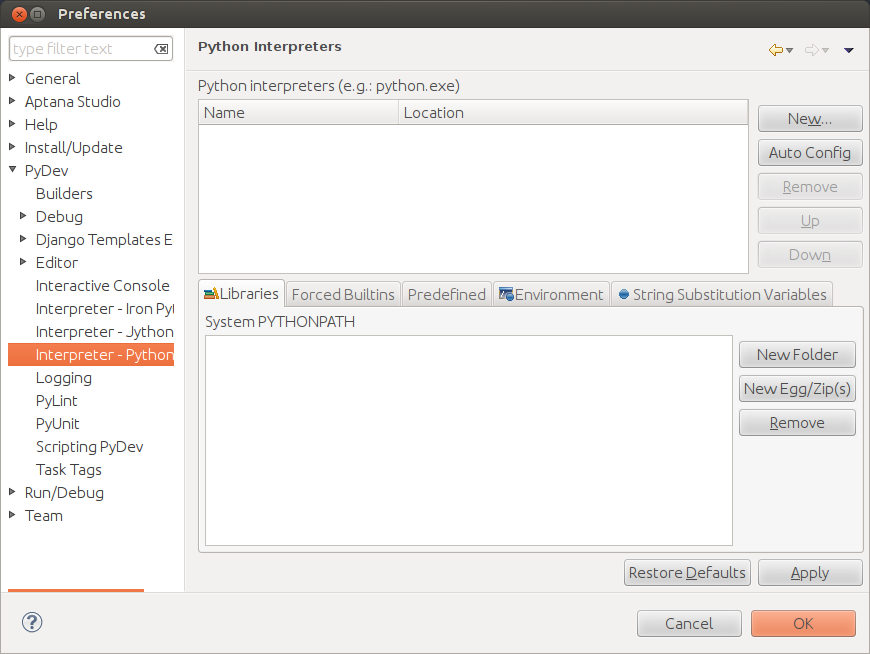 Preferences
type filter text
General
Aptana Studio
Help
Install/Update
PyDev
Builders
Debug
Django Templates E
Editor
Interactive Console
Interpreter - Iron Pyt
Interpreter - Jython
Interpreter - Python
Logging
PyLint
PyUnit
Scripting PyDev
Task Tags
Run/Debug
Team
Python Interpreters
Python interpreters (e.g.: python.exe)
Name Location
New...
Auto Config
Remove
Up
Down
Libraries Forced Builtins Predefined Environment String Substitution Variables
System PYTHONPATH
New Folder
New Egg/Zip(s)
Remove
Restore Defaults Apply
? Cancel OK